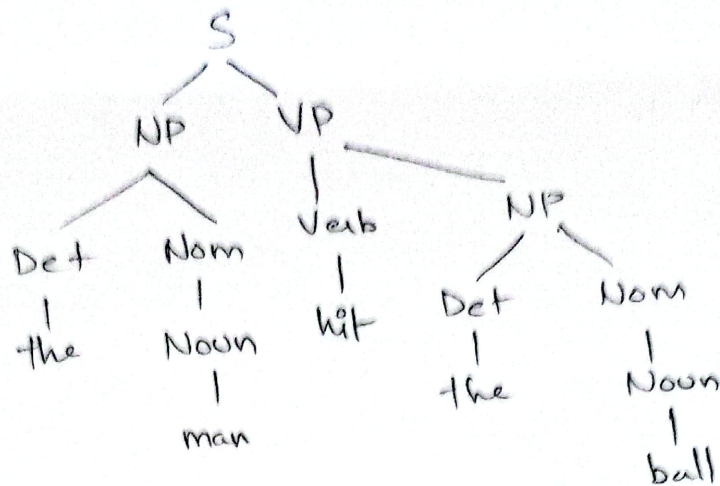 S
NP VP
NP
Det Nom Verb
Det Nom
the Noun hit
the Noun
man
ball